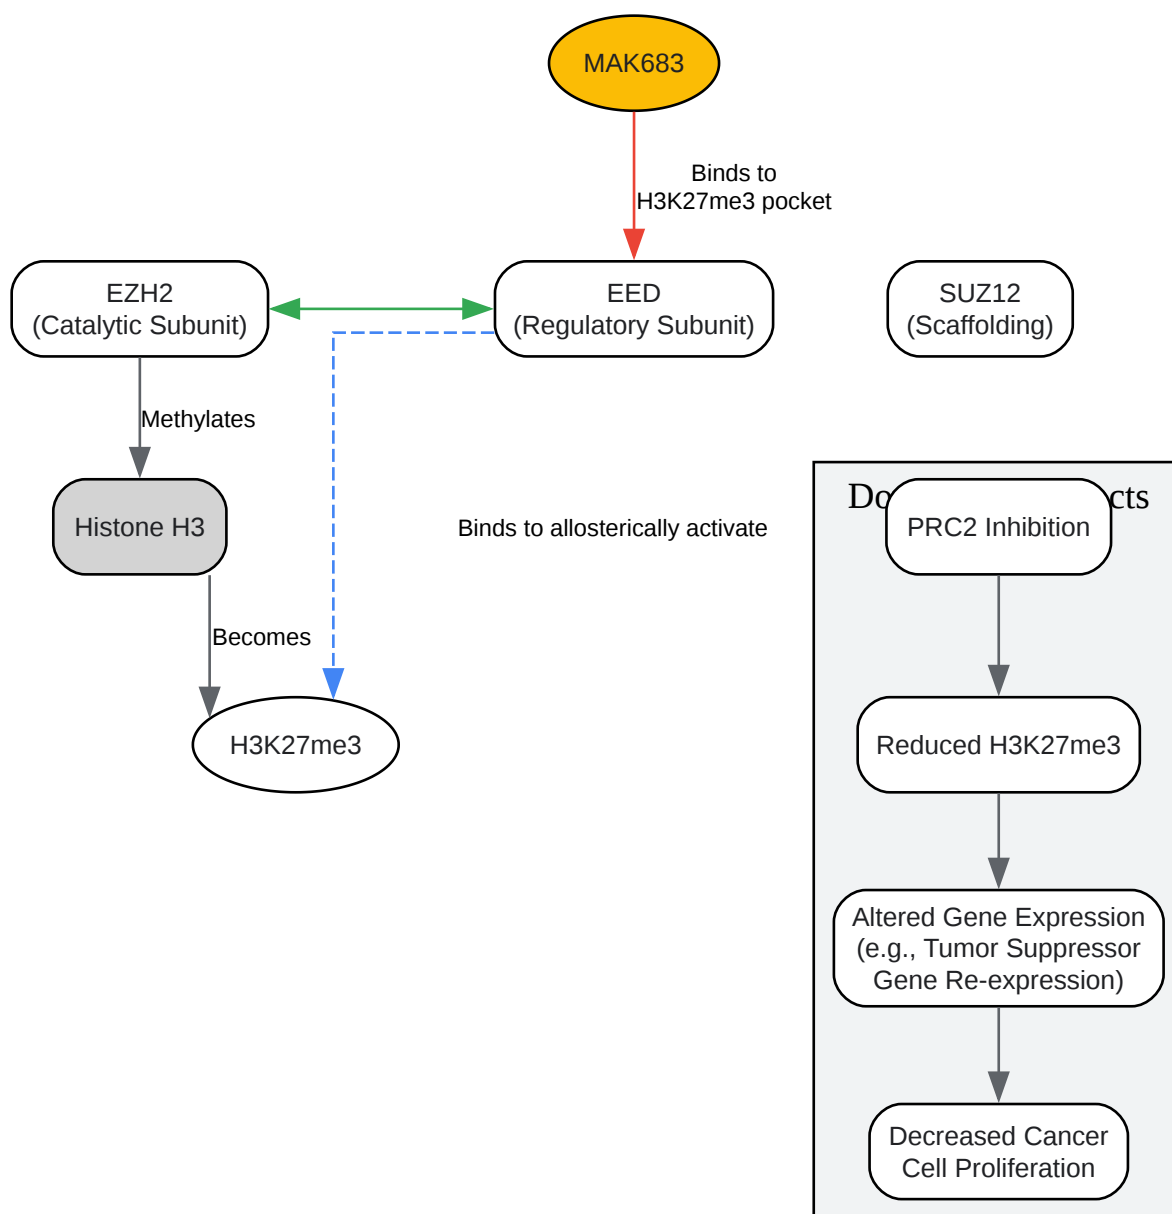 MAK683
Binds to
H3K27me3 pocket
EZH2
(Catalytic Subunit)
EED
(Regulatory Subunit)
SUZ12
(Scaffolding)
Methylates
Histone H3
Binds to allosterically activate
PRC2 Inhibition
Becomes
H3K27me3
Reduced H3K27me3
Altered Gene Expression
(e.g., Tumor Suppressor
Gene Re-expression)
Decreased Cancer
Cell Proliferation